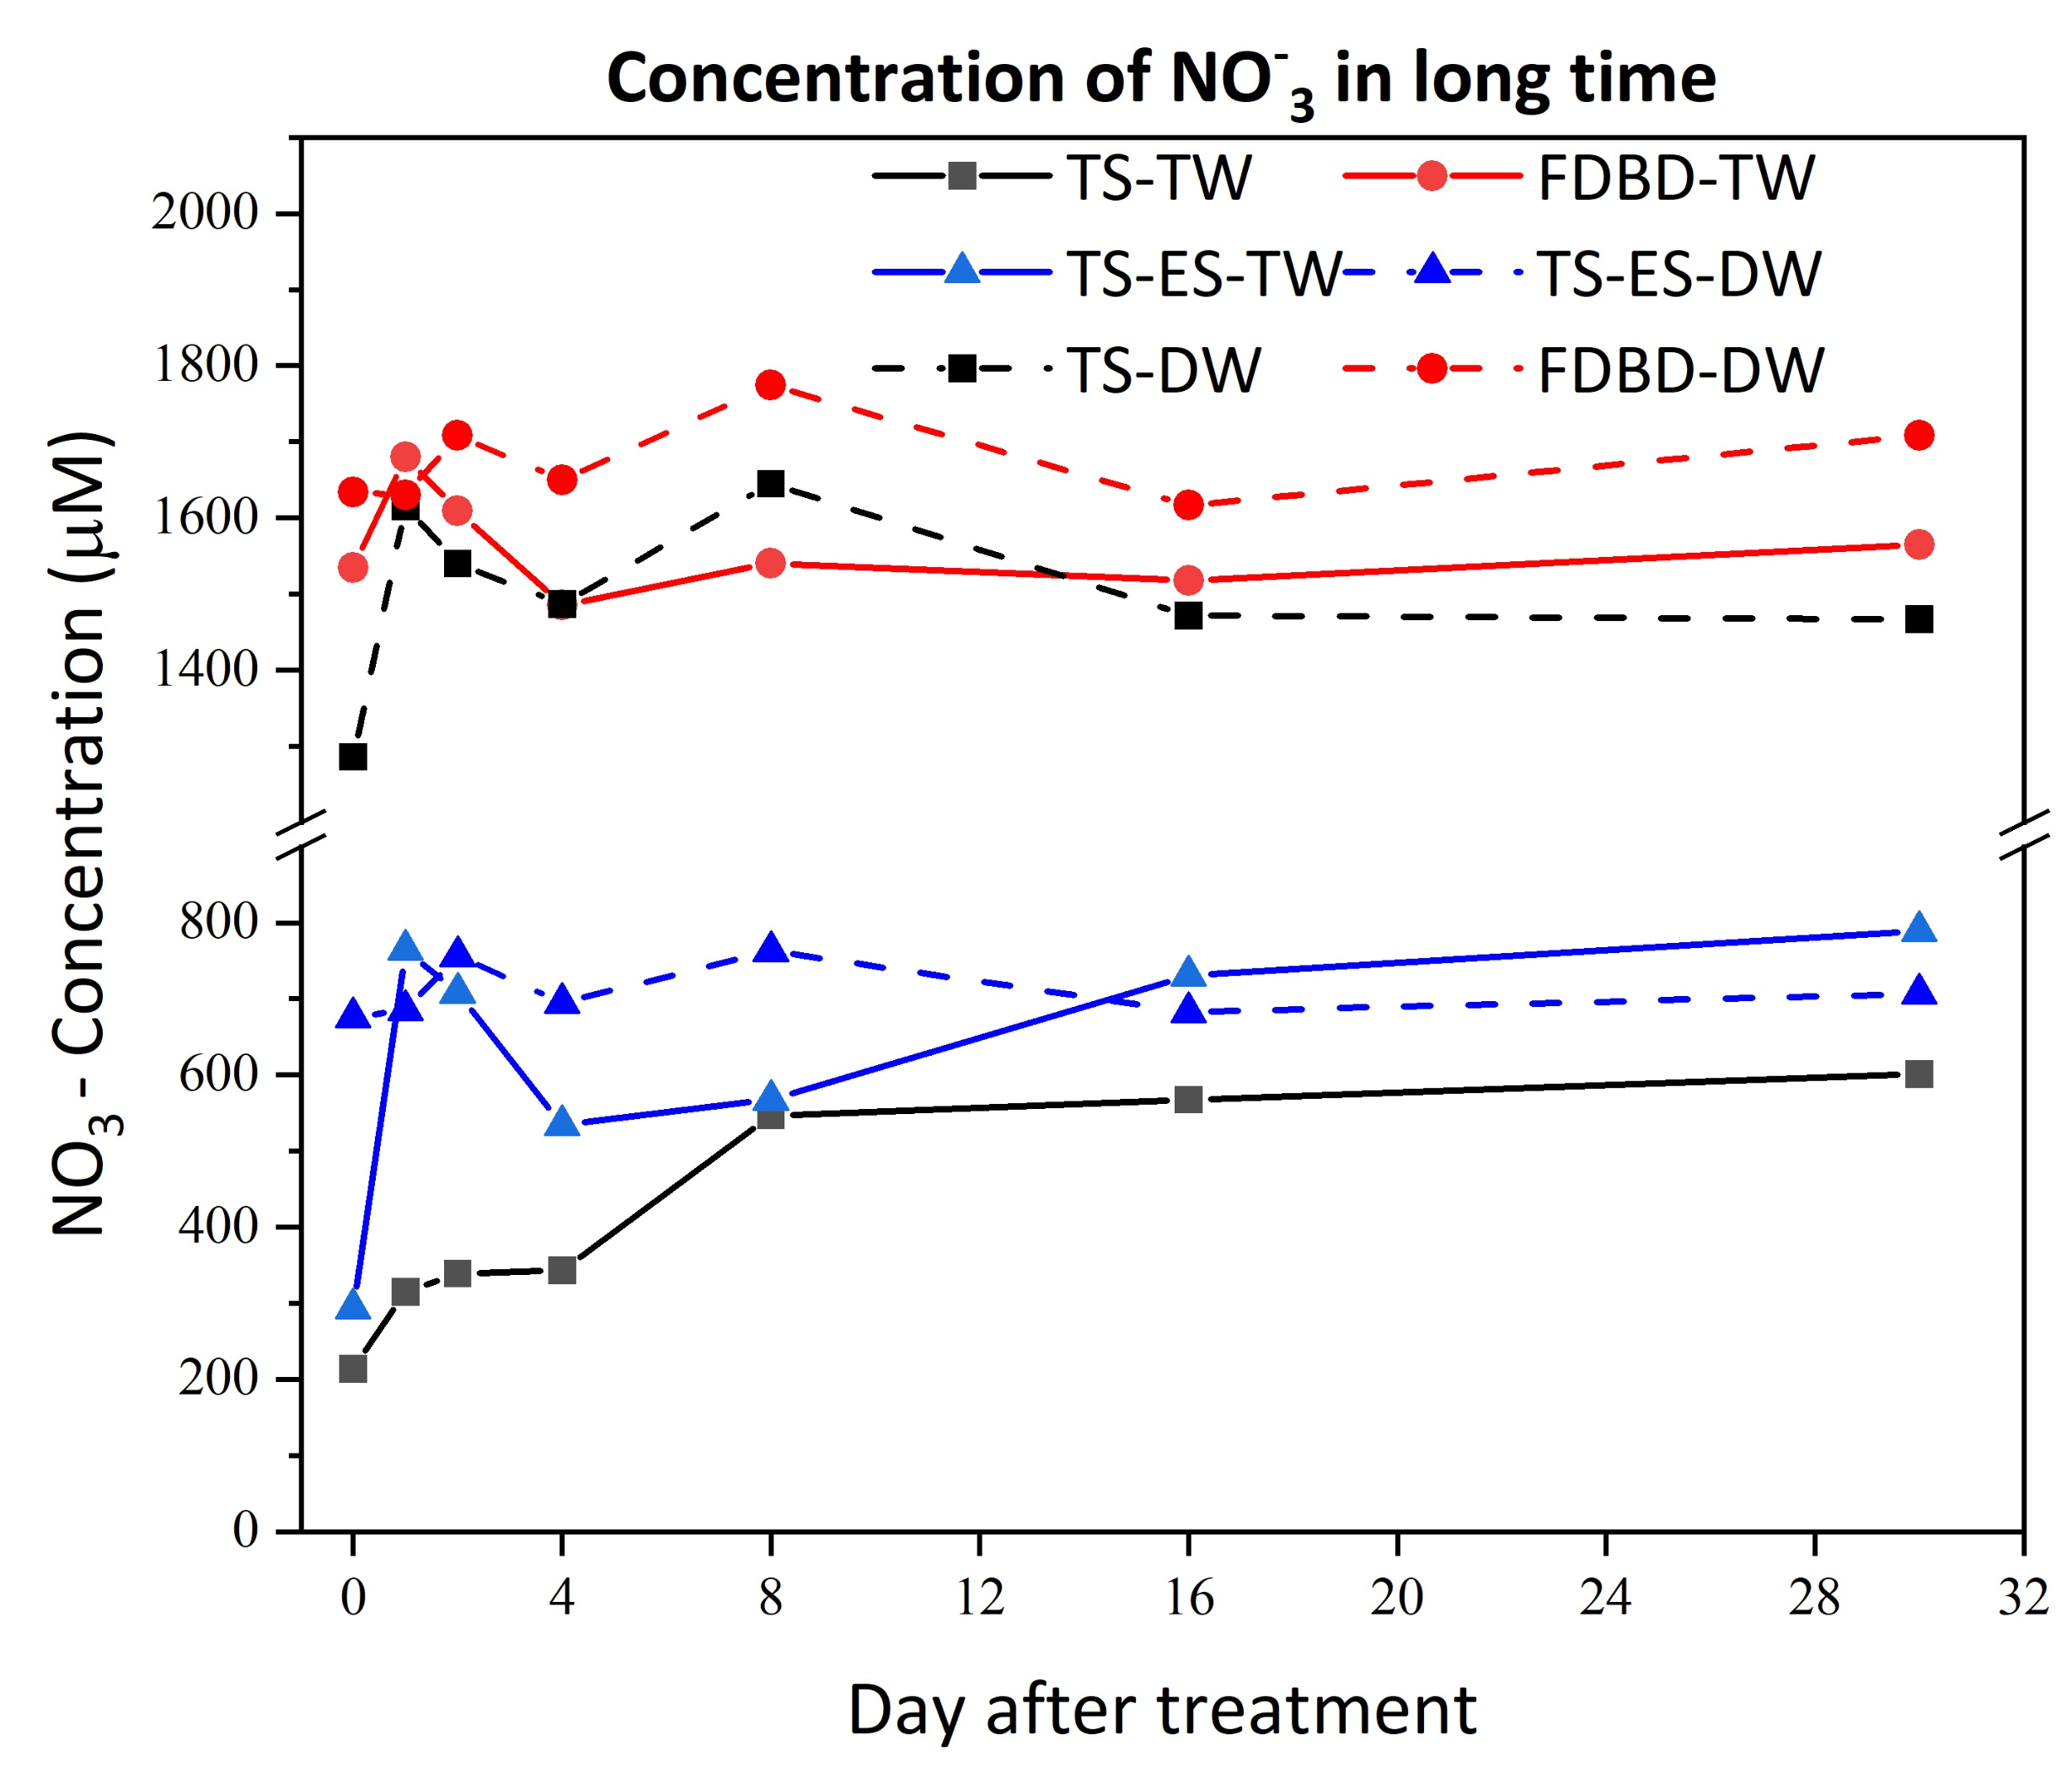 Concentration of NO-3 in long time
TS-TW FDBD-TW
TS-ES-TW TS-ES-DW
TS-DW FDBD-DW
NO3- Concentration (μM)
2000
1800
1600
1400
800
600
400
200
0
0 4 8 12 16 20 24 28 32
Day after treatment